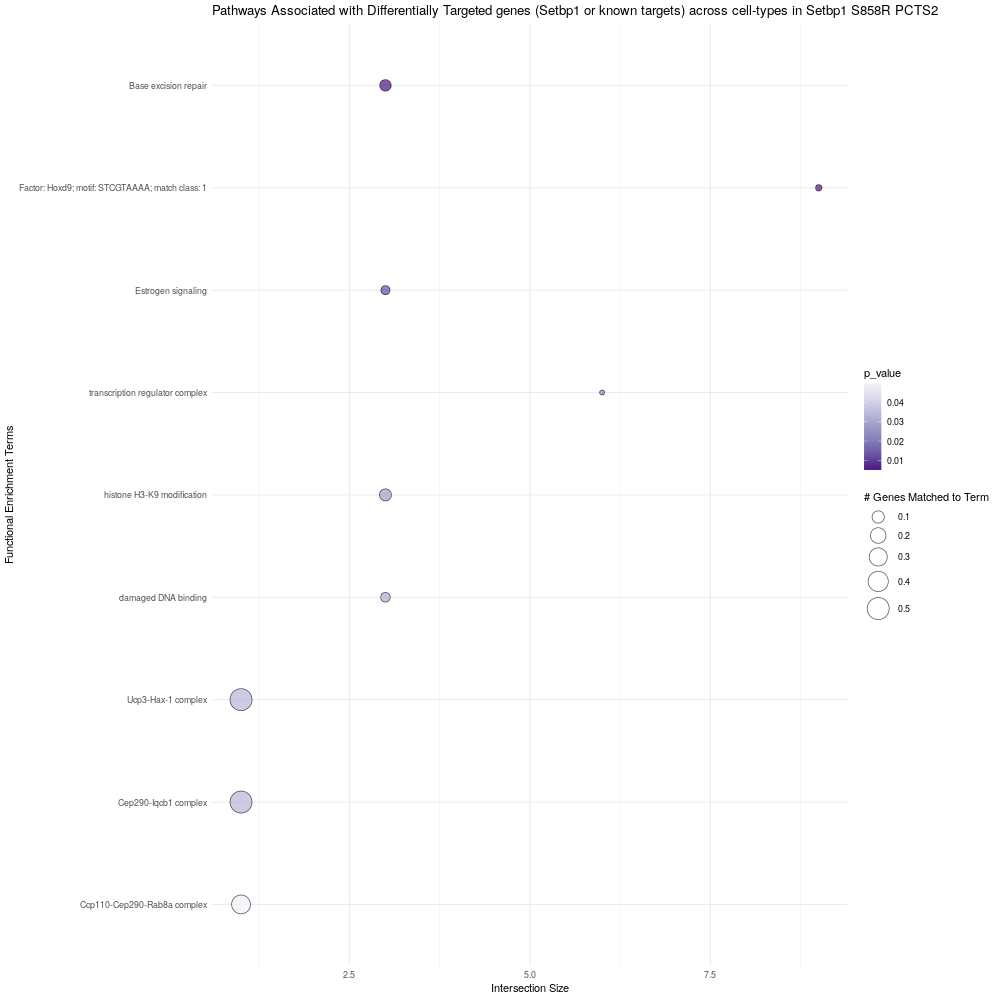 Pathways Associated with Differentially Targeted genes (Setbp1 or known targets) across cell-types in Setbp1 S858R PCTS2
Functional Enrichment Terms
Base excision repair
Factor: Hoxd9; motif: STCGTAAAA; match class: 1
Estrogen signaling
transcription regulator complex
histone H3-K9 modification
damaged DNA binding
Ucp3-Hax-1 complex
Cep290-Iqcb1 complex
Ccp110-Cep290-Rab8a complex
2.5
5.0
7.5
Intersection Size
p_value
0.04
0.03
0.02
0.01
# Genes Matched to Term
0.1
0.2
0.3
0.4
0.5